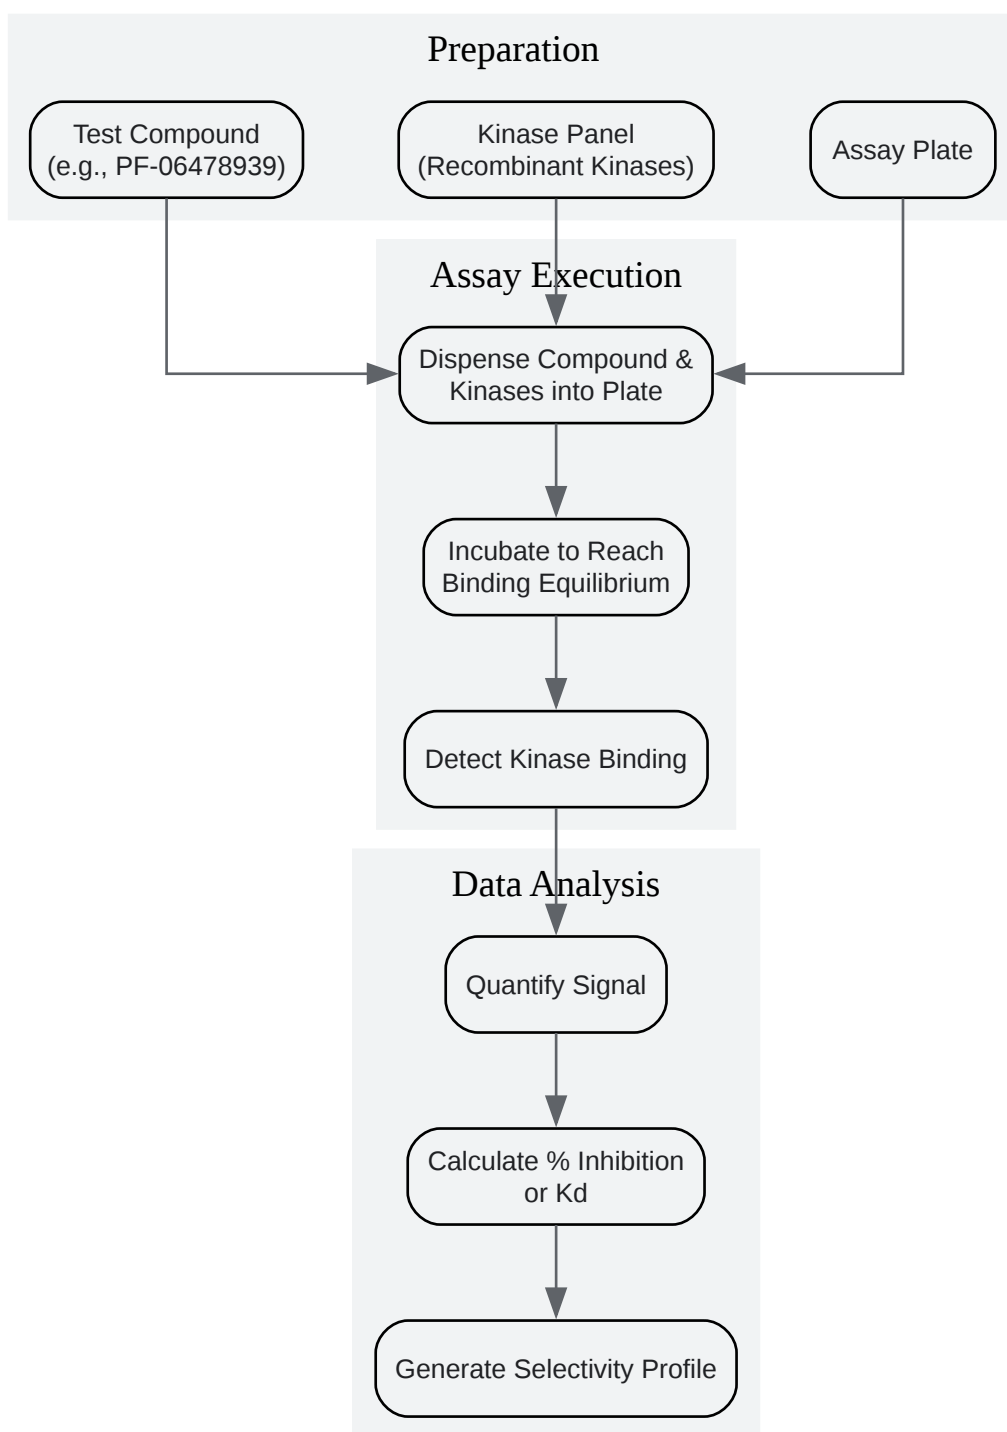 Preparation
Test Compound
(e.g., PF-06478939)
Kinase Panel
(Recombinant Kinases)
Assay Plate
Assay Execution
Dispense Compound &
Kinases into Plate
Incubate to Reach
Binding Equilibrium
Detect Kinase Binding
Data Analysis
Quantify Signal
Calculate % Inhibition
or Kd
Generate Selectivity Profile